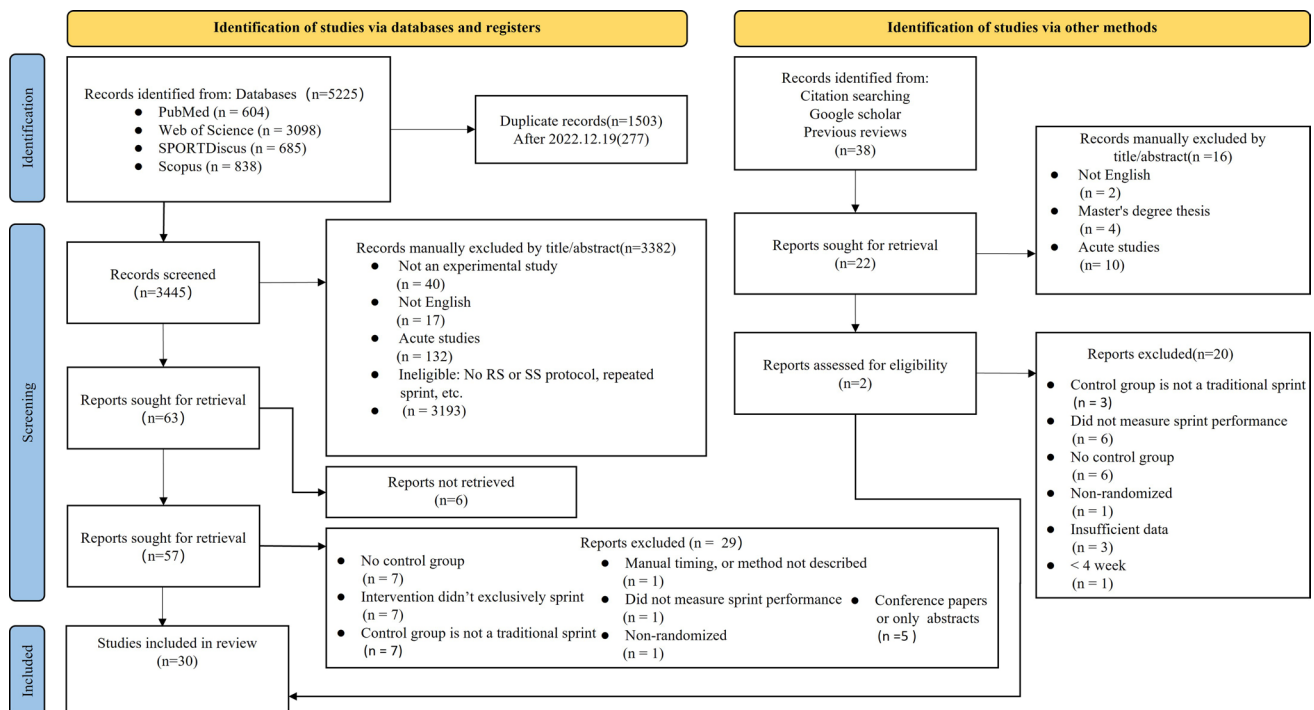 Identification of studies via databases and registers
Identification of studies via other methods
Identification
Records identified from: Databases (n=5225)
● PubMed (n = 604)
● Web of Science (n = 3098)
● SPORTDiscus (n = 685)
● Scopus (n = 838)
Duplicate records(n=1503)
After 2022.12.19(277)
Records identified from:
Citation searching
Google scholar
Previous reviews
(n=38)
Records manually excluded by
title/abstract(n =16)
● Not English
(n = 2)
● Master's degree thesis
(n = 4)
● Acute studies
(n= 10)
Screening
Records screened
(n=3445)
Records manually excluded by title/abstract(n=3382)
● Not an experimental study
(n = 40)
● Not English
(n = 17)
● Acute studies
(n = 132)
● Ineligible: No RS or SS protocol, repeated
sprint, etc.
● (n = 3193)
Reports sought for retrieval
(n=22)
Reports sought for retrieval
(n=63)
Reports not retrieved
(n=6)
Reports assessed for eligibility
(n=2)
Reports excluded(n=20)
● Control group is not a traditional sprint
(n = 3)
● Did not measure sprint performance
(n = 6)
● No control group
(n = 6)
● Non-randomized
(n = 1)
● Insufficient data
(n = 3)
● < 4 week
(n = 1)
Reports sought for retrieval
(n=57)
Reports excluded (n = 29)
● No control group
(n = 7)
● Intervention didn't exclusively sprint
(n = 7)
● Control group is not a traditional sprint
(n = 7)
● Manual timing, or method not described
(n = 1)
● Did not measure sprint performance
(n = 1)
● Non-randomized
(n = 1)
● Conference papers
or only abstracts
(n =5 )
Included
Studies included in review
(n=30)